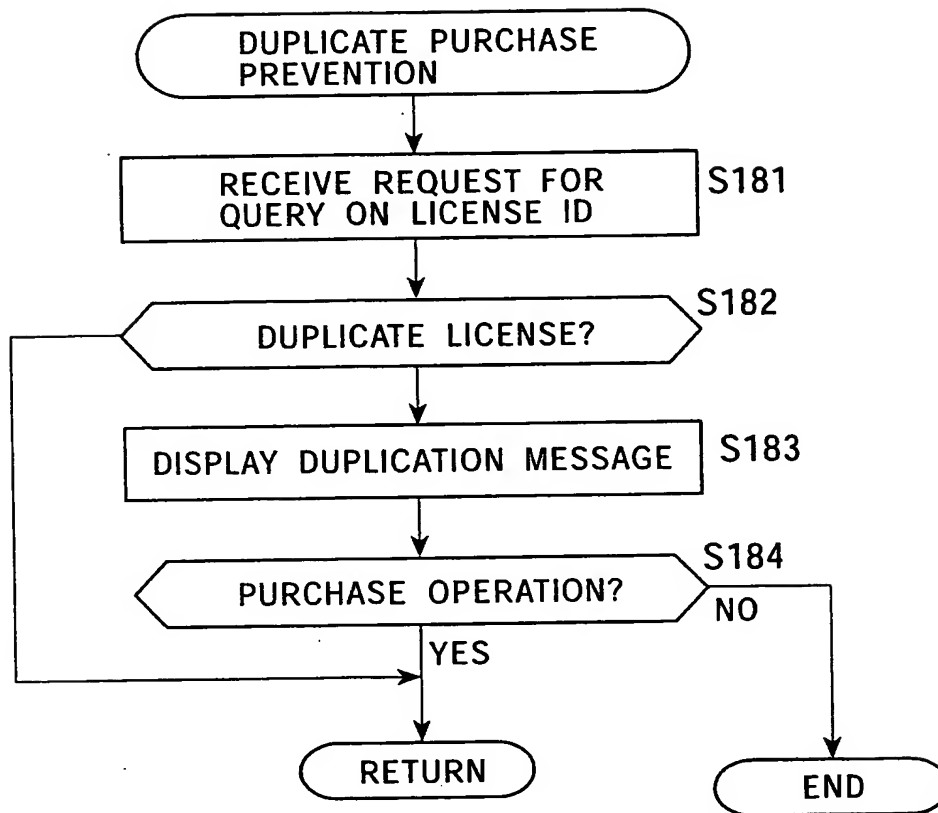 DUPLICATE PURCHASE
PREVENTION
RECEIVE REQUEST FOR
QUERY ON LICENSE ID
S181
S182
DUPLICATE LICENSE?
DISPLAY DUPLICATION MESSAGE
S183
S184
PURCHASE OPERATION?
NO
YES
RETURN
END